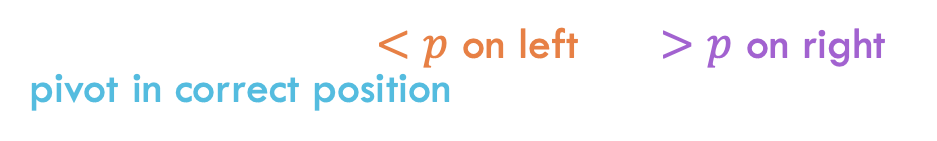 < p on left > p on right
pivot in correct position